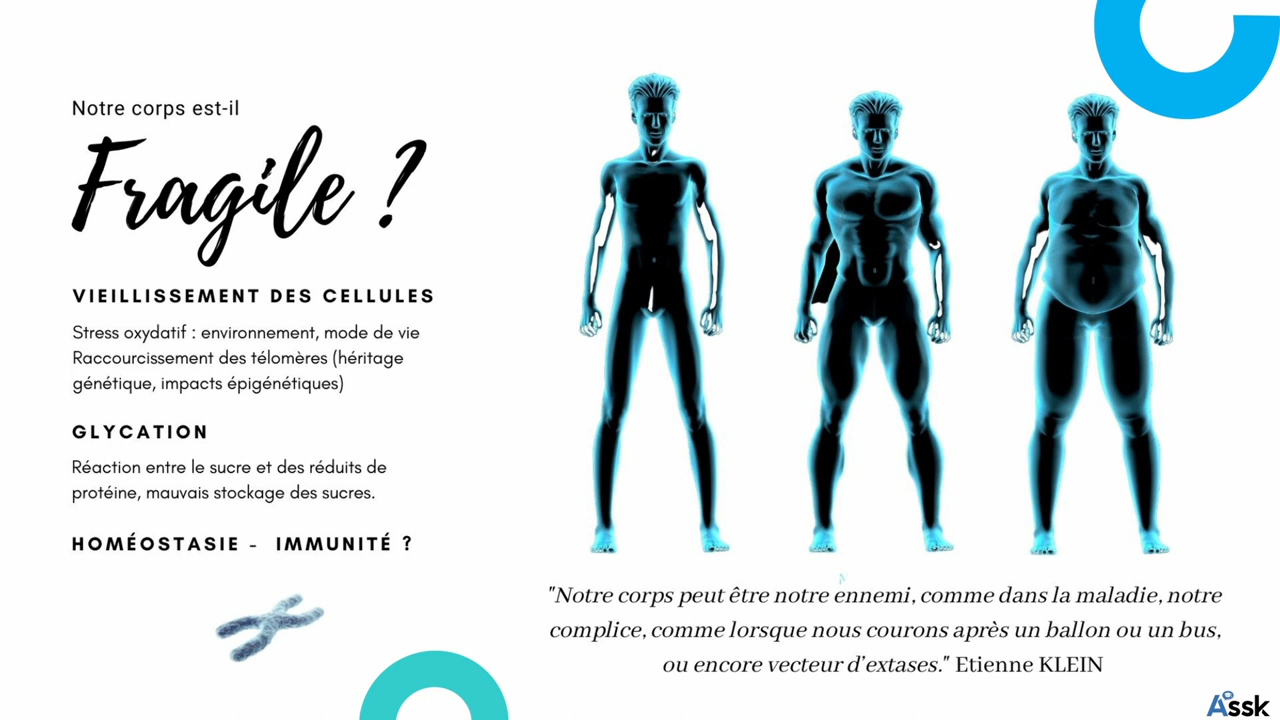 Notre corps est-il
Fragile ?
VIEILLISSEMENT DES CELLULES
Stress oxydatif : environnement, mode de vie
Raccourcissement des télomères (héritage
génétique, impacts épigénétiques)
GLYCATION
Réaction entre le sucre et des réduits de
protéine, mauvais stockage des sucres.
HOMÉOSTASIE - IMMUNITÉ ?
"Notre corps peut être notre ennemi, comme dans la maladie, notre
complice, comme lorsque nous courons après un ballon ou un bus,
ou encore vecteur d'extases." Etienne KLEIN
Assk